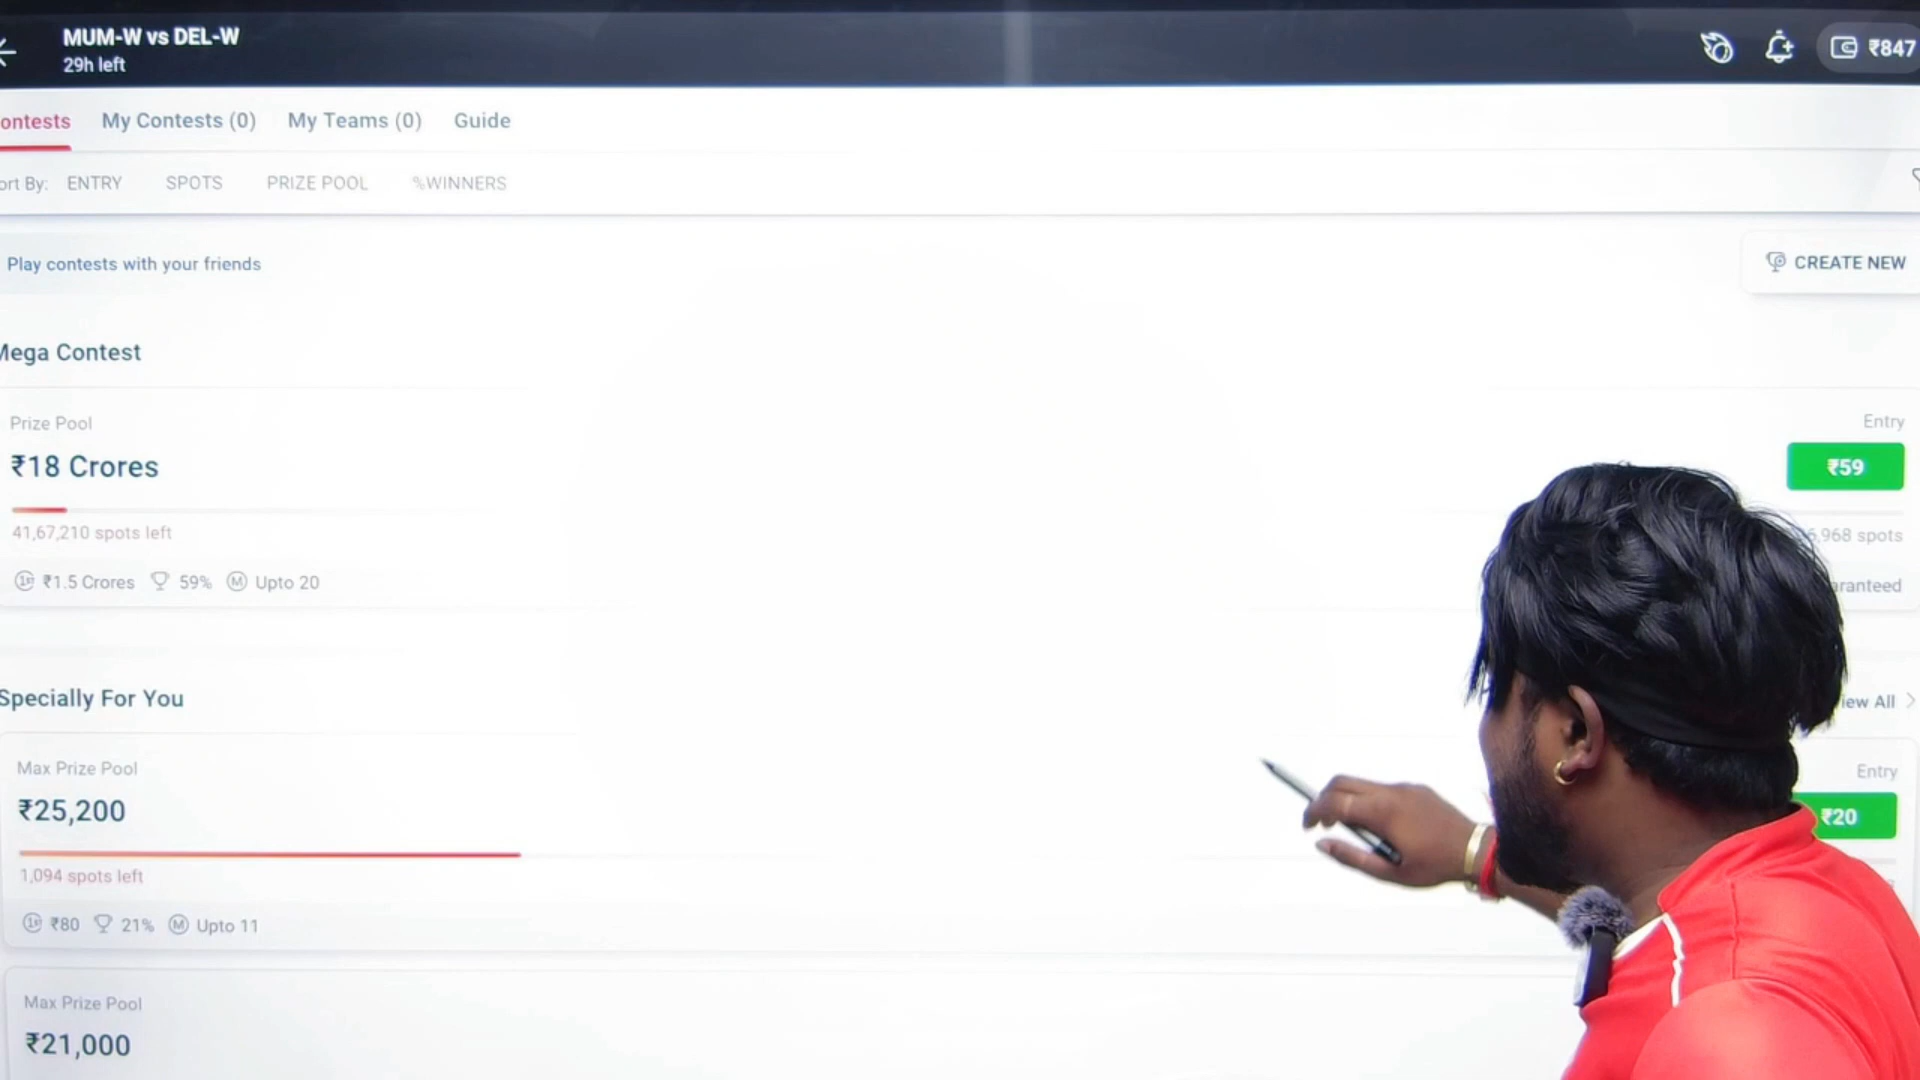 MUM-W vs DEL-W
29h left
₹847
ontests My Contests (0) My Teams (0) Guide
ort By: ENTRY SPOTS PRIZE POOL %WINNERS
Play contests with your friends
CREATE NEW
Mega Contest
Prize Pool
Entry
₹18 Crores
₹59
41,67,210 spots left
6,968 spots
1st ₹1.5 Crores 59% M Upto 20
aranteed
Specially For You
iew All
Max Prize Pool
Entry
₹25,200
₹20
1,094 spots left
1st ₹80 21% M Upto 11
Max Prize Pool
₹21,000